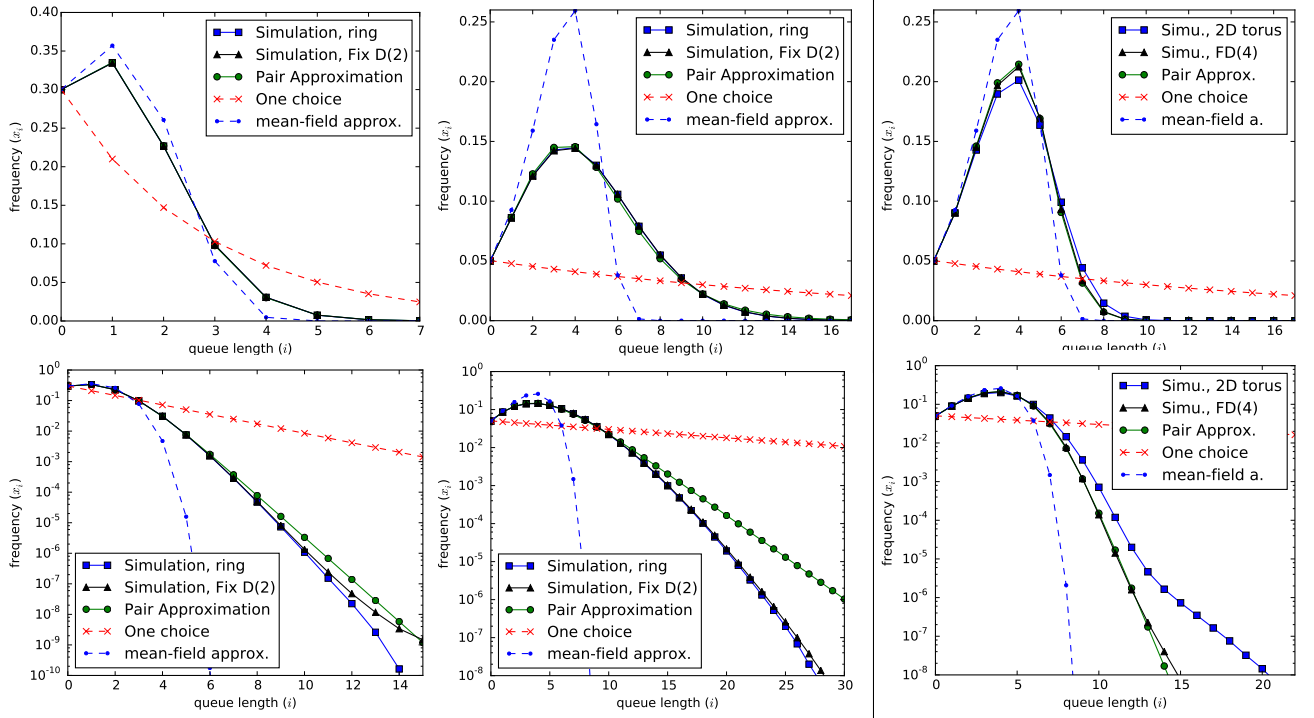 0.40
0.35
0.30
0.25
0.20
0.15
0.10
0.05
0.00
frequency (x_i)
0 1 2 3 4 5 6 7
queue length (i)
Simulation, ring
Simulation, Fix D(2)
Pair Approximation
One choice
mean-field approx.
0.25
0.20
0.15
0.10
0.05
0.00
frequency (x_i)
0 2 4 6 8 10 12 14 16
queue length (i)
Simulation, ring
Simulation, Fix D(2)
Pair Approximation
One choice
mean-field approx.
0.25
0.20
0.15
0.10
0.05
0.00
frequency (x_i)
0 2 4 6 8 10 12 14 16
queue length (i)
Simu., 2D torus
Simu., FD(4)
Pair Approx.
One choice
mean-field a.
10^0
10^-1
10^-2
10^-3
10^-4
10^-5
10^-6
10^-7
10^-8
10^-9
10^-10
frequency (x_i)
0 2 4 6 8 10 12 14
queue length (i)
Simulation, ring
Simulation, Fix D(2)
Pair Approximation
One choice
mean-field approx.
10^0
10^-1
10^-2
10^-3
10^-4
10^-5
10^-6
10^-7
10^-8
frequency (x_i)
0 5 10 15 20 25 30
queue length (i)
Simulation, ring
Simulation, Fix D(2)
Pair Approximation
One choice
mean-field approx.
10^0
10^-1
10^-2
10^-3
10^-4
10^-5
10^-6
10^-7
10^-8
frequency (x_i)
0 5 10 15 20
queue length (i)
Simu., 2D torus
Simu., FD(4)
Pair Approx.
One choice
mean-field a.